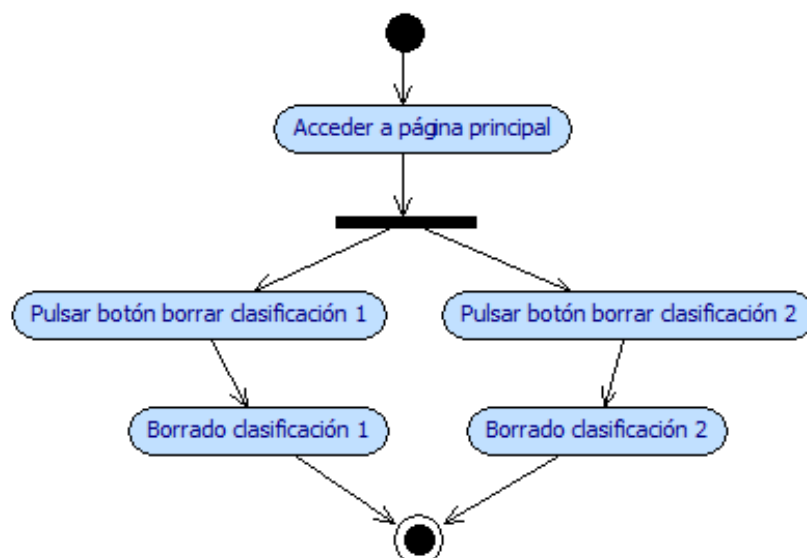 Acceder a página principal
Pulsar botón borrar clasificación 1
Pulsar botón borrar clasificación 2
Borrado clasificación 1
Borrado clasificación 2